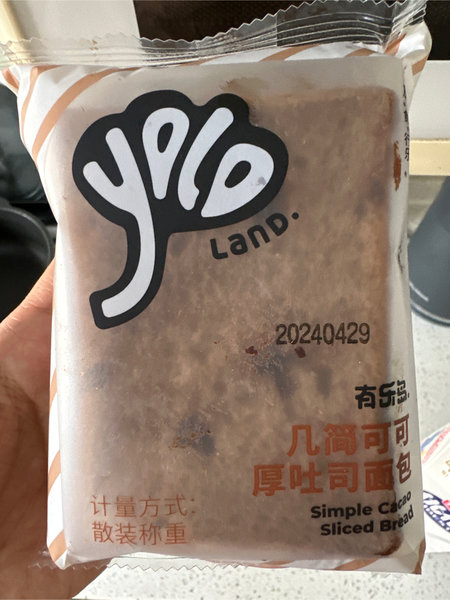 yolo
Land.
20240429
有乐岛.
几简可可
厚吐司面包
Simple Cacao
Sliced Bread
计量方式:
散装称重